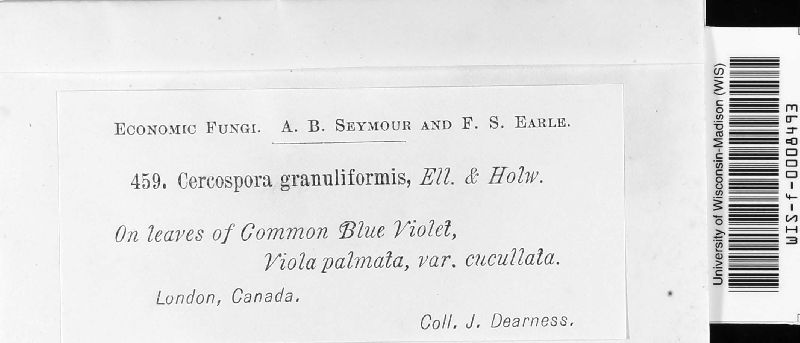 ECONOMIC FUNGI. A. B. SEYMOUR AND F. S. EARLE.
459. Cercospora granuliformis, Ell. & Holw.
On leaves of Common Blue Violet,
Viola palmata, var. cucullata.
London, Canada.
Coll. J. Dearness.
University of Wisconsin-Madison (WIS)
WIS-f-0008493